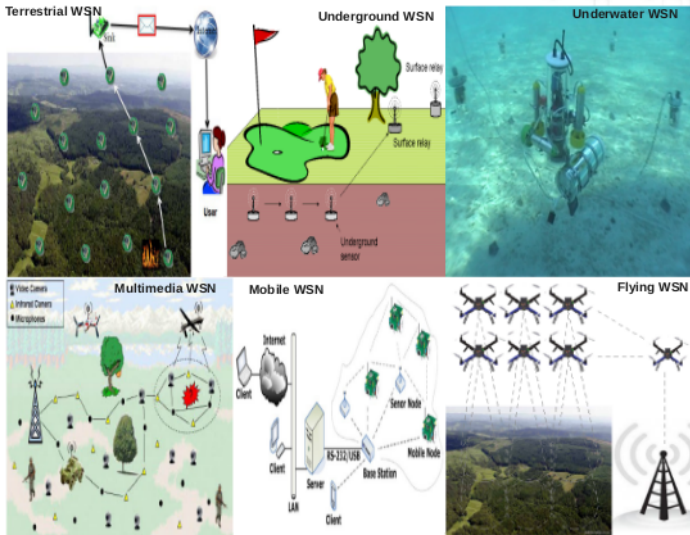 Terrestrial WSN
Sink
Internet
User
Underground WSN
Surface relay
Surface relay
Underground
sensor
Underwater WSN
Multimedia WSN
Video Camera
Infrared Camera
Microphones
Mobile WSN
Internet
Client
Client
Server
LAN
RS-232/USB
Base Station
Client
Senor Node
Mobile Node
Flying WSN